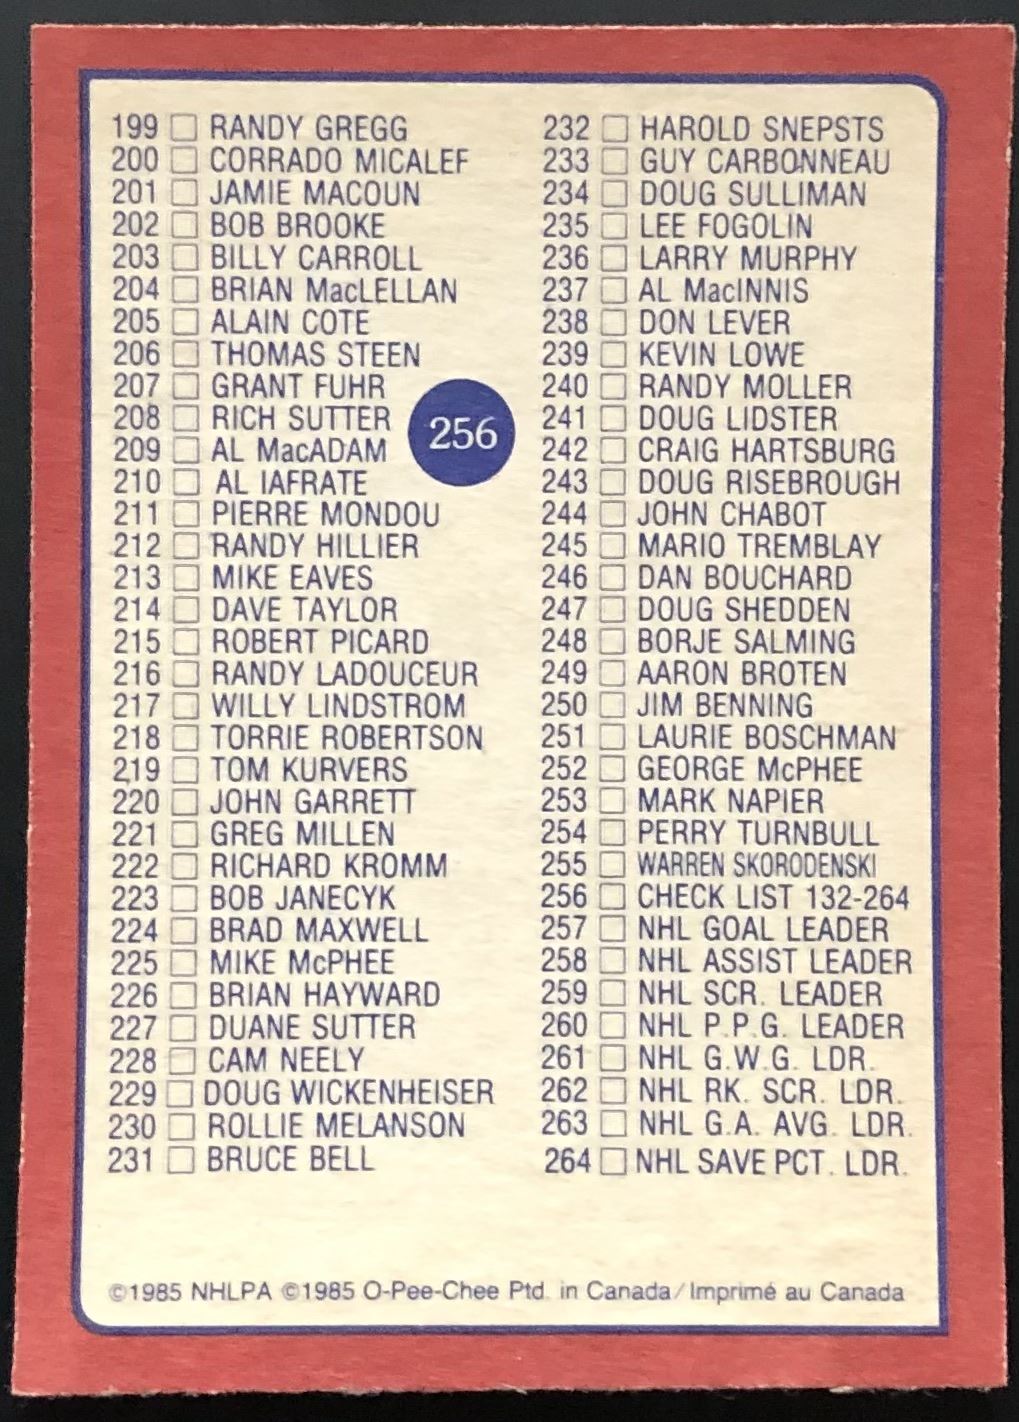 199 RANDY GREGG
200 CORRADO MICALEF
201 JAMIE MACOUN
202 BOB BROOKE
203 BILLY CARROLL
204 BRIAN MacLELLAN
205 ALAIN COTE
206 THOMAS STEEN
207 GRANT FUHR
208 RICH SUTTER
209 AL MacADAM
210 AL IAFRATE
211 PIERRE MONDOU
212 RANDY HILLIER
213 MIKE EAVES
214 DAVE TAYLOR
215 ROBERT PICARD
216 RANDY LADOUCEUR
217 WILLY LINDSTROM
218 TORRIE ROBERTSON
219 TOM KURVERS
220 JOHN GARRETT
221 GREG MILLEN
222 RICHARD KROMM
223 BOB JANECYK
224 BRAD MAXWELL
225 MIKE McPHEE
226 BRIAN HAYWARD
227 DUANE SUTTER
228 CAM NEELY
229 DOUG WICKENHEISER
230 ROLLIE MELANSON
231 BRUCE BELL
256
232 HAROLD SNEPSTS
233 GUY CARBONNEAU
234 DOUG SULLIMAN
235 LEE FOGOLIN
236 LARRY MURPHY
237 AL MacINNIS
238 DON LEVER
239 KEVIN LOWE
240 RANDY MOLLER
241 DOUG LIDSTER
242 CRAIG HARTSBURG
243 DOUG RISEBROUGH
244 JOHN CHABOT
245 MARIO TREMBLAY
246 DAN BOUCHARD
247 DOUG SHEDDEN
248 BORJE SALMING
249 AARON BROTEN
250 JIM BENNING
251 LAURIE BOSCHMAN
252 GEORGE McPHEE
253 MARK NAPIER
254 PERRY TURNBULL
255 WARREN SKORODENSKI
256 CHECK LIST 132-264
257 NHL GOAL LEADER
258 NHL ASSIST LEADER
259 NHL SCR. LEADER
260 NHL P.P.G. LEADER
261 NHL G.W.G. LDR.
262 NHL RK. SCR. LDR.
263 NHL G.A. AVG. LDR.
264 NHL SAVE PCT. LDR.
©1985 NHLPA ©1985 O-Pee-Chee Ptd. in Canada/Imprimé au Canada